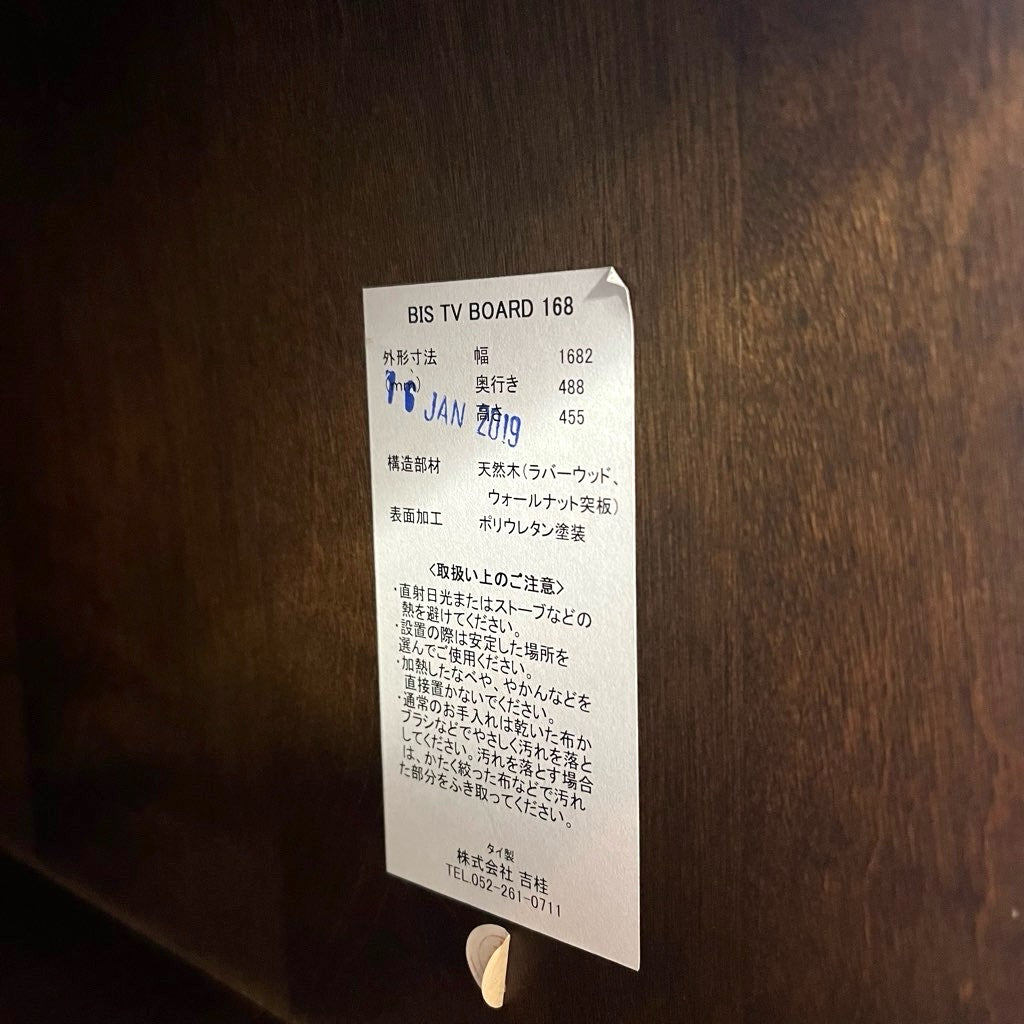 BIS TV BOARD 168
外形寸法 幅 1682
(mm) 奥行き 488
高さ 455
16 JAN 2019
構造部材 天然木(ラバーウッド、
ウォールナット突板)
表面加工 ポリウレタン塗装
<取扱い上のご注意>
・直射日光またはストーブなどの
熱を避けてください。
・設置の際は安定した場所を
選んでご使用ください。
・加熱したなべや、やかんなどを
直接置かないでください。
・通常のお手入れは乾いた布か
ブラシなどでやさしく汚れを落と
してください。汚れを落とす場合
は、かたく絞った布などで汚れ
た部分をふき取ってください。
タイ製
株式会社 吉桂
TEL.052-261-0711